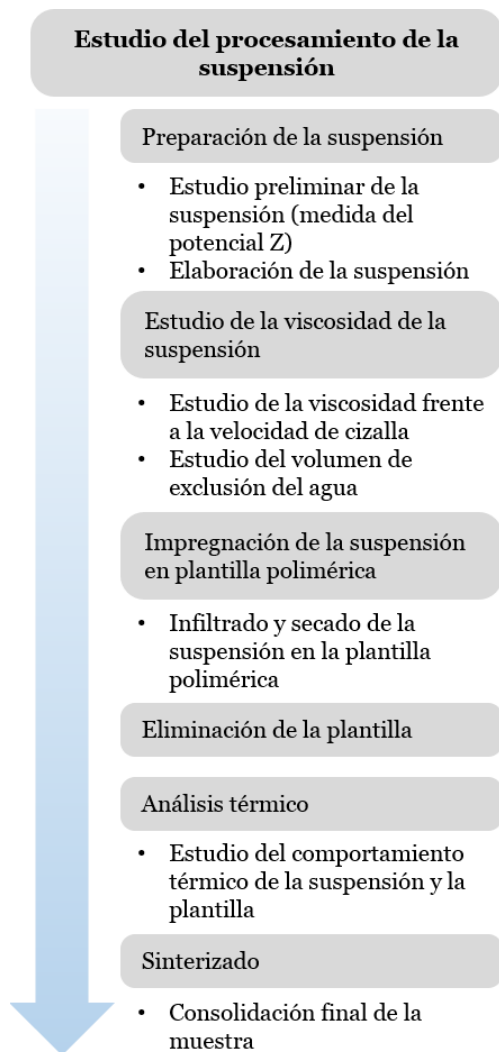 Estudio del procesamiento de la
suspensión
Preparación de la suspensión
• Estudio preliminar de la
suspensión (medida del
potencial Z)
• Elaboración de la suspensión
Estudio de la viscosidad de la
suspensión
• Estudio de la viscosidad frente
a la velocidad de cizalla
• Estudio del volumen de
exclusión del agua
Impregnación de la suspensión
en plantilla polimérica
• Infiltrado y secado de la
suspensión en la plantilla
polimérica
Eliminación de la plantilla
Análisis térmico
• Estudio del comportamiento
térmico de la suspensión y la
plantilla
Sinterizado
• Consolidación final de la
muestra